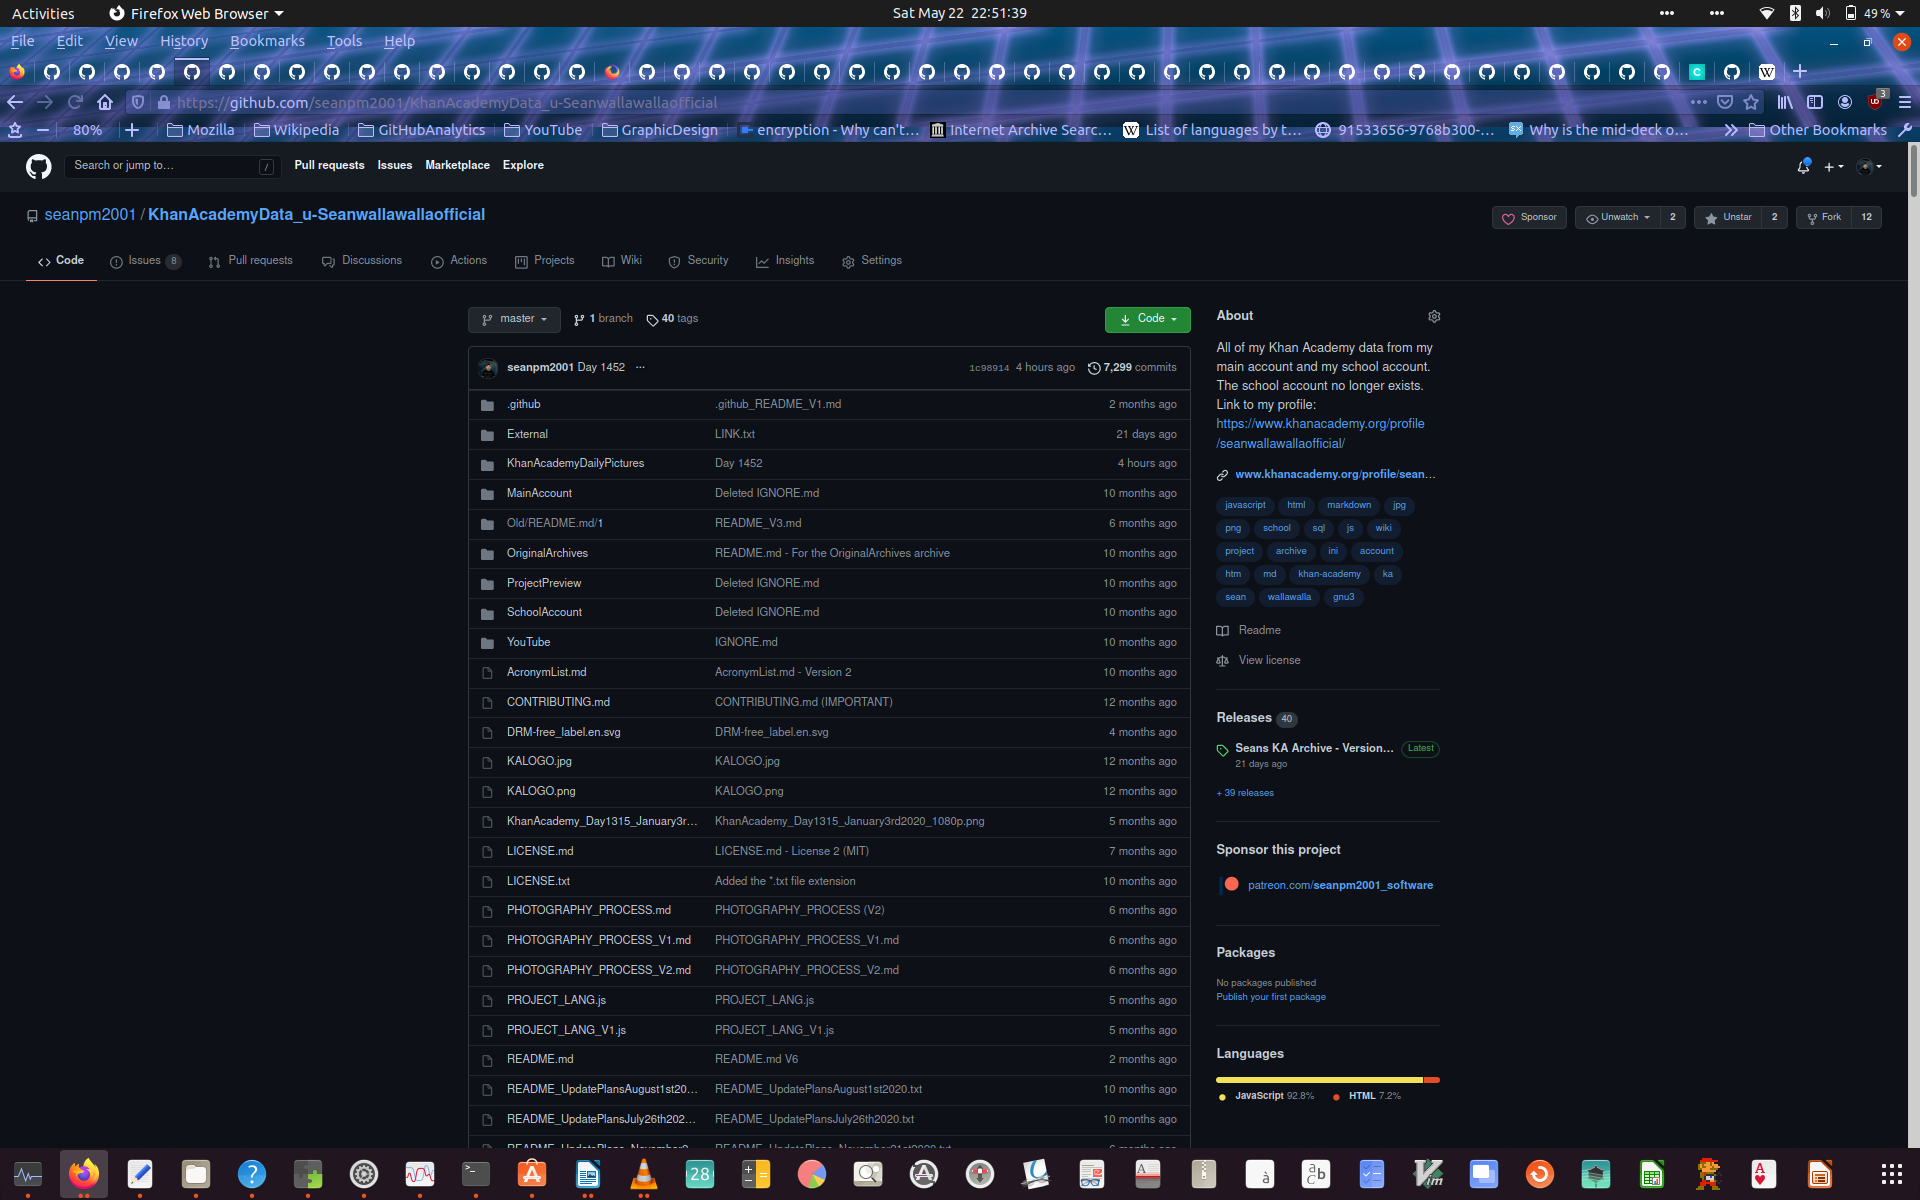 Activities Firefox Web Browser Sat May 22 22:51:39 49 %
File Edit View History Bookmarks Tools Help
https://github.com/seanpm2001/KhanAcademyData_u-Seanwallawallaofficial 3
80% Mozilla Wikipedia GitHubAnalytics YouTube GraphicDesign encryption - Why can't… Internet Archive Searc… List of languages by t… 91533656-9768b300-… Why is the mid-deck o… Other Bookmarks
Search or jump to… / Pull requests Issues Marketplace Explore
seanpm2001 / KhanAcademyData_u-Seanwallawallaofficial Sponsor Unwatch 2 Unstar 2 Fork 12
Code Issues 8 Pull requests Discussions Actions Projects Wiki Security Insights Settings
master 1 branch 40 tags Code
seanpm2001 Day 1452 ... 1c98914 4 hours ago 7,299 commits
.github .github_README_V1.md 2 months ago
External LINK.txt 21 days ago
KhanAcademyDailyPictures Day 1452 4 hours ago
MainAccount Deleted IGNORE.md 10 months ago
Old/README.md/1 README_V3.md 6 months ago
OriginalArchives README.md - For the OriginalArchives archive 10 months ago
ProjectPreview Deleted IGNORE.md 10 months ago
SchoolAccount Deleted IGNORE.md 10 months ago
YouTube IGNORE.md 10 months ago
AcronymList.md AcronymList.md - Version 2 10 months ago
CONTRIBUTING.md CONTRIBUTING.md (IMPORTANT) 12 months ago
DRM-free_label.en.svg DRM-free_label.en.svg 4 months ago
KALOGO.jpg KALOGO.jpg 12 months ago
KALOGO.png KALOGO.png 12 months ago
KhanAcademy_Day1315_January3r… KhanAcademy_Day1315_January3rd2020_1080p.png 5 months ago
LICENSE.md LICENSE.md - License 2 (MIT) 7 months ago
LICENSE.txt Added the *.txt file extension 10 months ago
PHOTOGRAPHY_PROCESS.md PHOTOGRAPHY_PROCESS (V2) 6 months ago
PHOTOGRAPHY_PROCESS_V1.md PHOTOGRAPHY_PROCESS_V1.md 6 months ago
PHOTOGRAPHY_PROCESS_V2.md PHOTOGRAPHY_PROCESS_V2.md 6 months ago
PROJECT_LANG.js PROJECT_LANG.js 5 months ago
PROJECT_LANG_V1.js PROJECT_LANG_V1.js 5 months ago
README.md README.md V6 2 months ago
README_UpdatePlansAugust1st20… README_UpdatePlansAugust1st2020.txt 10 months ago
README_UpdatePlansJuly26th202… README_UpdatePlansJuly26th2020.txt 10 months ago
About
All of my Khan Academy data from my
main account and my school account.
The school account no longer exists.
Link to my profile:
https://www.khanacademy.org/profile
/seanwallawallaofficial/
www.khanacademy.org/profile/sean…
javascript html markdown jpg
png school sql js wiki
project archive ini account
htm md khan-academy ka
sean wallawalla gnu3
Readme
View license
Releases 40
Seans KA Archive - Version… Latest
21 days ago
+ 39 releases
Sponsor this project
patreon.com/seanpm2001_software
Packages
No packages published
Publish your first package
Languages
JavaScript 92.8% HTML 7.2%
28